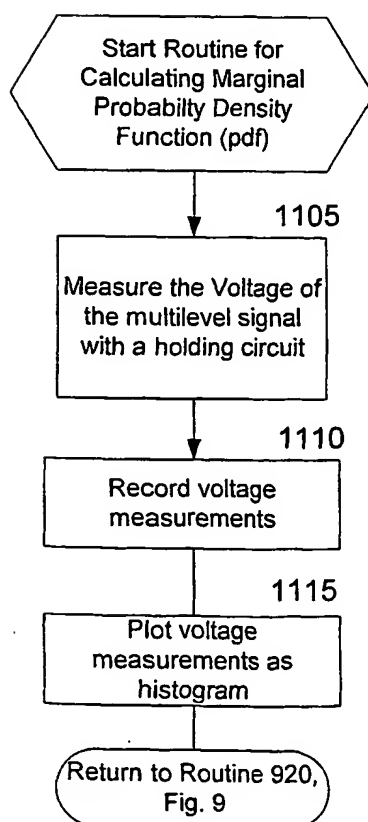 Start Routine for
Calculating Marginal
Probabilty Density
Function (pdf)
1105
Measure the Voltage of
the multilevel signal
with a holding circuit
1110
Record voltage
measurements
1115
Plot voltage
measurements as
histogram
Return to Routine 920,
Fig. 9